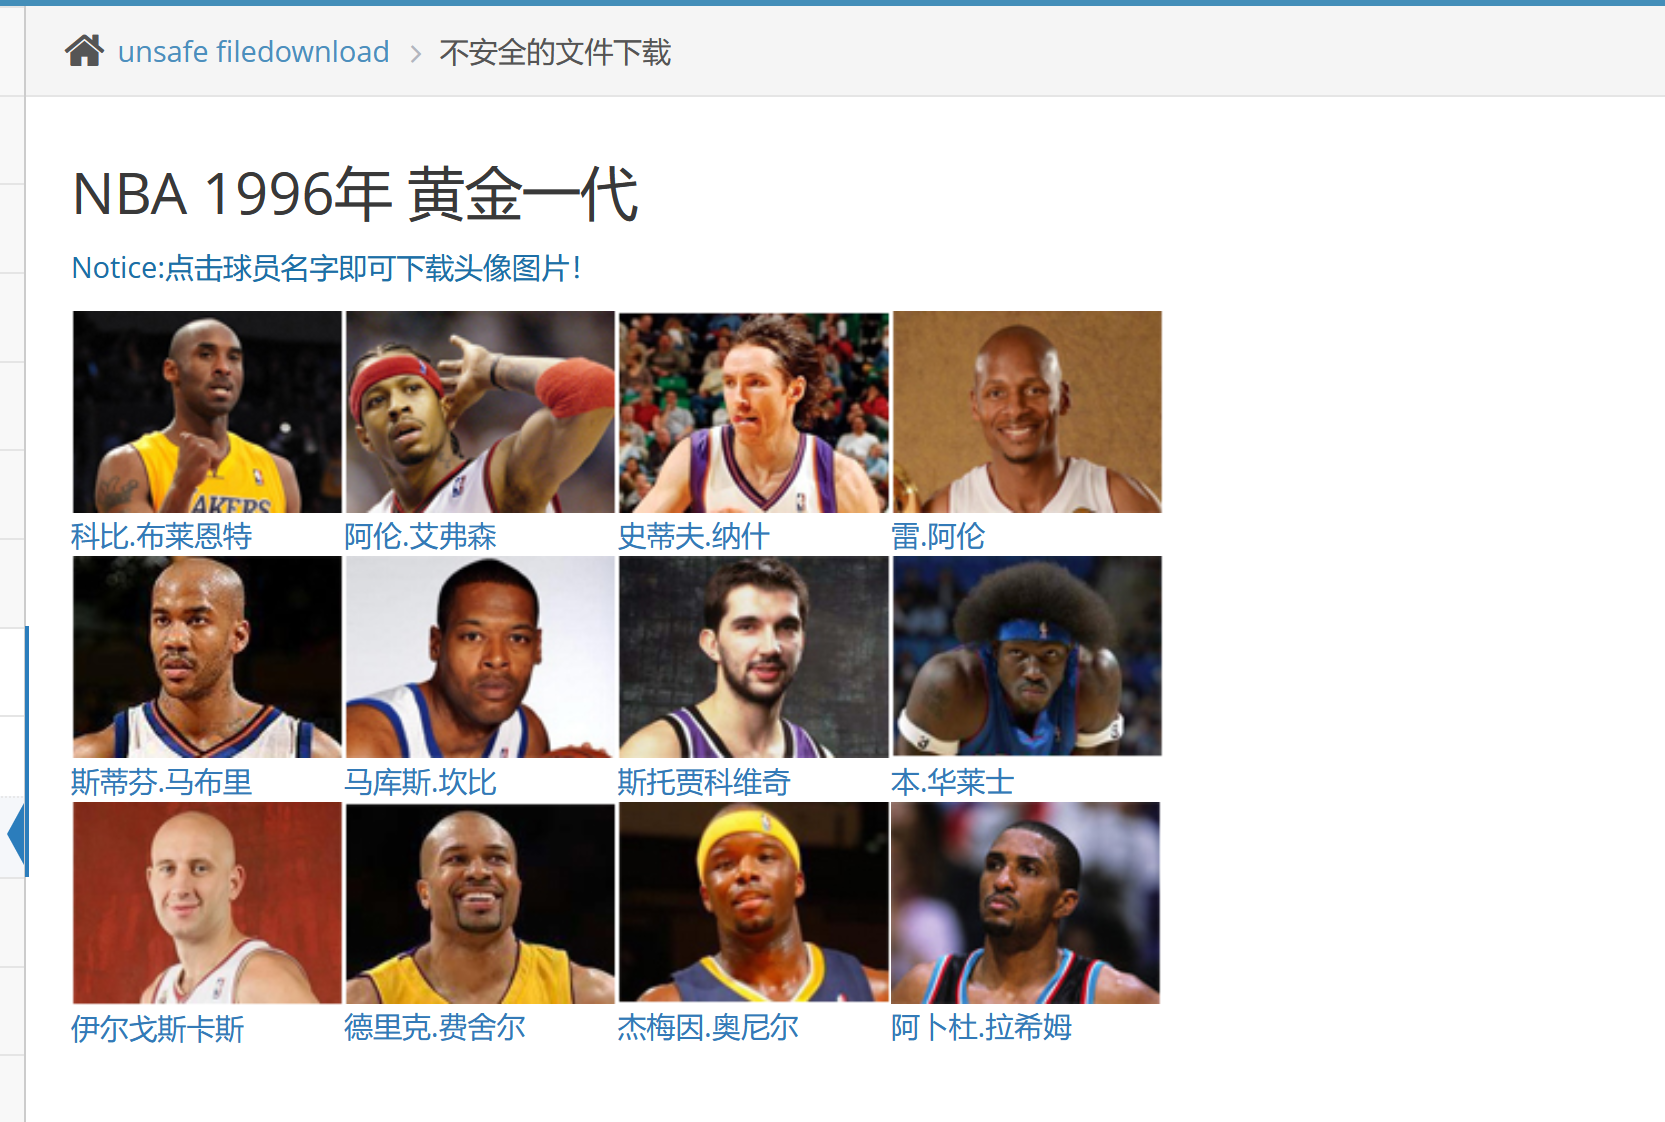 unsafe filedownload > 不安全的文件下载
NBA 1996年 黄金一代
Notice:点击球员名字即可下载头像图片!
AKERS
科比.布莱恩特 阿伦.艾弗森 史蒂夫.纳什 雷.阿伦
斯蒂芬.马布里 马库斯.坎比 斯托贾科维奇 本.华莱士
伊尔戈斯卡斯 德里克.费舍尔 杰梅因.奥尼尔 阿卜杜.拉希姆